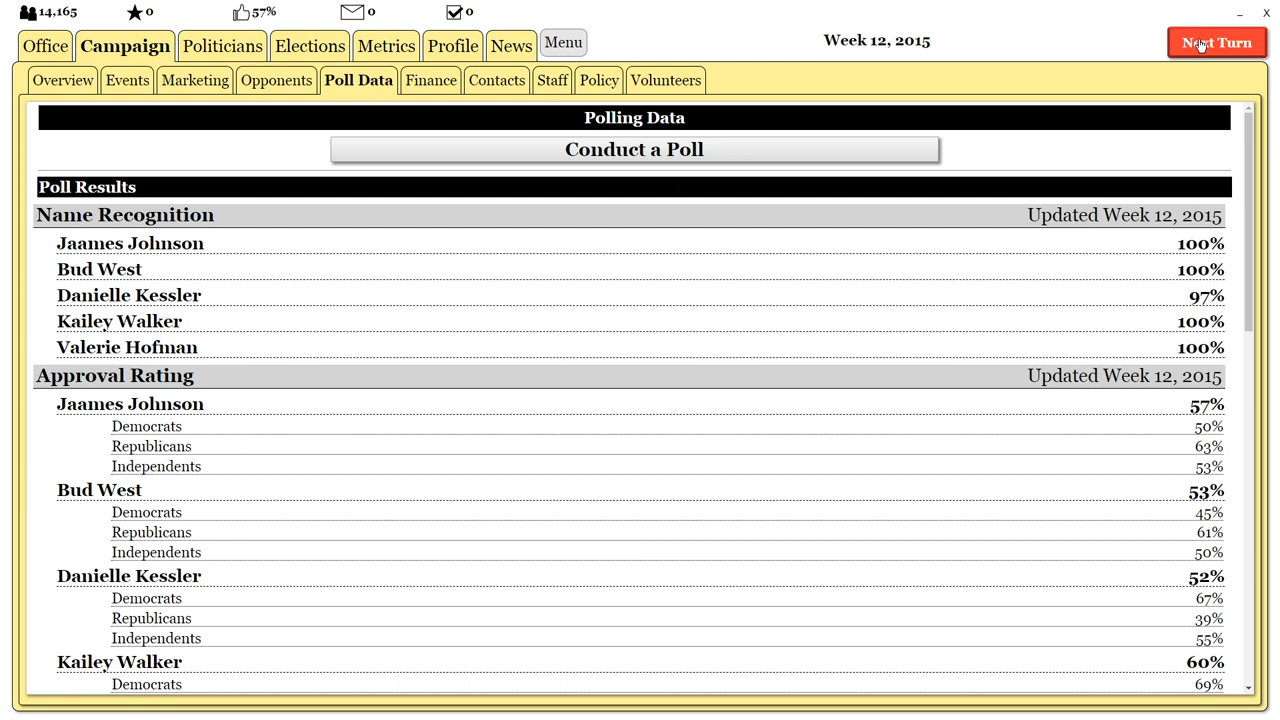 14,165 0 57% 0 0 _ X
Office Campaign Politicians Elections Metrics Profile News Menu Week 12, 2015 Next Turn
Overview Events Marketing Opponents Poll Data Finance Contacts Staff Policy Volunteers
Polling Data
Conduct a Poll
Poll Results
Name Recognition Updated Week 12, 2015
Jaames Johnson 100%
Bud West 100%
Danielle Kessler 97%
Kailey Walker 100%
Valerie Hofman 100%
Approval Rating Updated Week 12, 2015
Jaames Johnson 57%
Democrats 50%
Republicans 63%
Independents 53%
Bud West 53%
Democrats 45%
Republicans 61%
Independents 50%
Danielle Kessler 52%
Democrats 67%
Republicans 39%
Independents 55%
Kailey Walker 60%
Democrats 69%